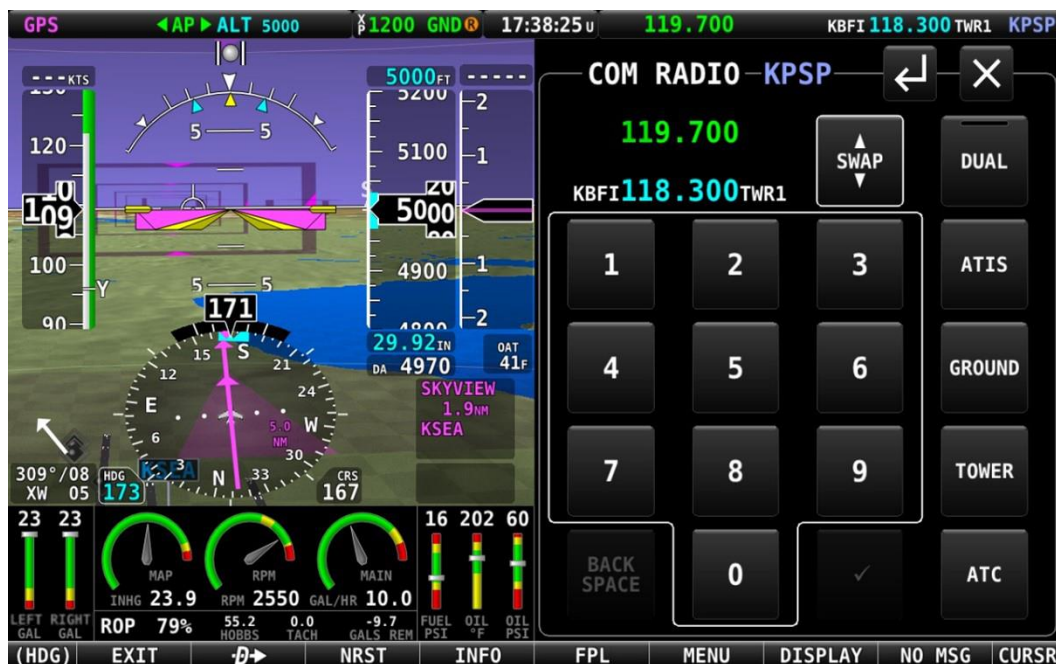 GPS ◀AP▶ ALT 5000 XP 1200 GND R 17:38:25 U 119.700 KBFI 118.300 TWR1 KPSP
---KTS 5000FT -----
COM RADIO KPSP
119.700
SWAP
DUAL
KBFI 118.300 TWR1
5 5
120
5200
5100
2
1
109
S
20
5000
100
Y
5 5
4900
1
90
2
29.92IN
DA 4970
OAT
41F
171
15 S 21
12 24
E W
6 30
3 N 33
5.0
NM
SKYVIEW
1.9NM
KSEA
KSEA
309°/08
XW 05
HDG
173
CRS
167
1 2 3 ATIS
4 5 6 GROUND
7 8 9 TOWER
BACK
SPACE
0 ✓ ATC
23 23
16 202 60
MAP RPM MAIN
INHG 23.9 RPM 2550 GAL/HR 10.0
LEFT
GAL
RIGHT
GAL
ROP 79%
55.2
HOBBS
0.0
TACH
-9.7
GALS REM
FUEL
PSI
OIL
°F
OIL
PSI
(HDG) EXIT D NRST INFO FPL MENU DISPLAY NO MSG CURSR